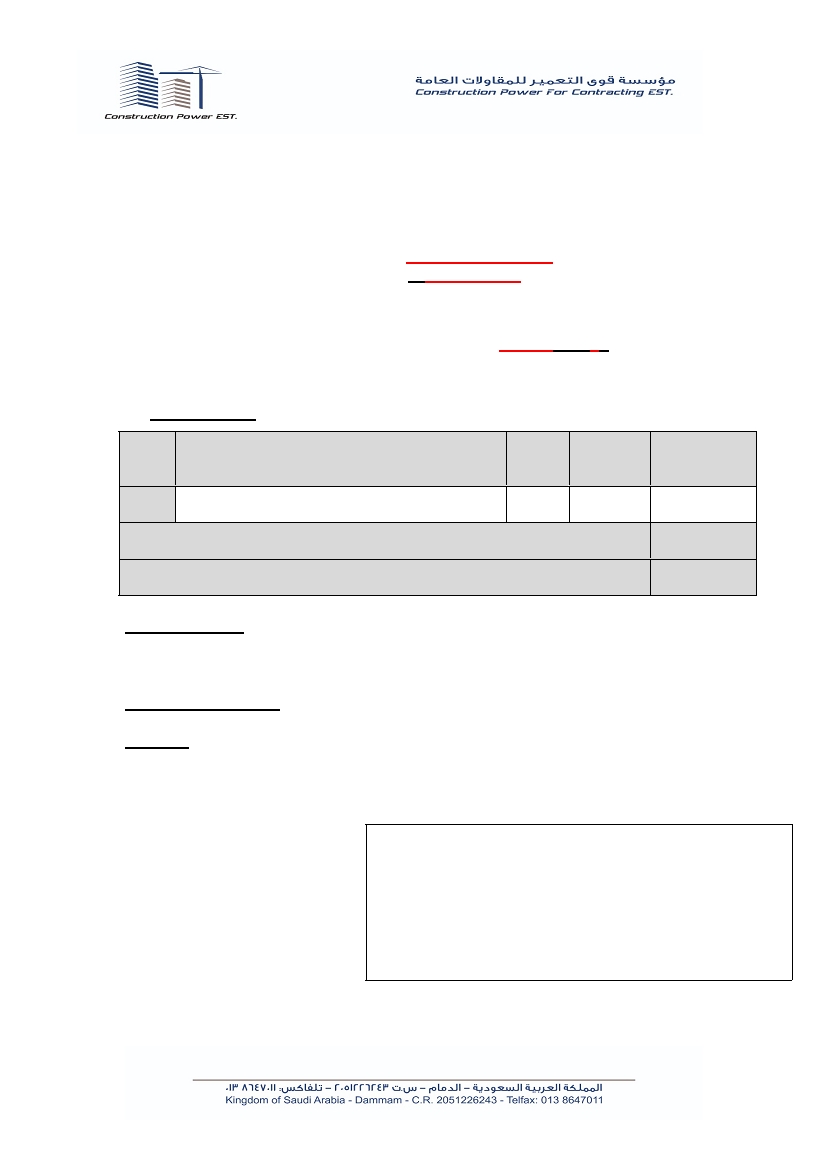 مؤسسة قوى التعمير للمقاولات العامة
Construction Power For Contracting EST.
Construction Power EST.
المملكة العربية السعودية – الدمام – س.ت ٢٠٥١٢٢٦٢٤٣ – تلفاكس: ٠١٣ ٨٦٤٧٠١١
Kingdom of Saudi Arabia - Dammam - C.R. 2051226243 - Telfax: 013 8647011